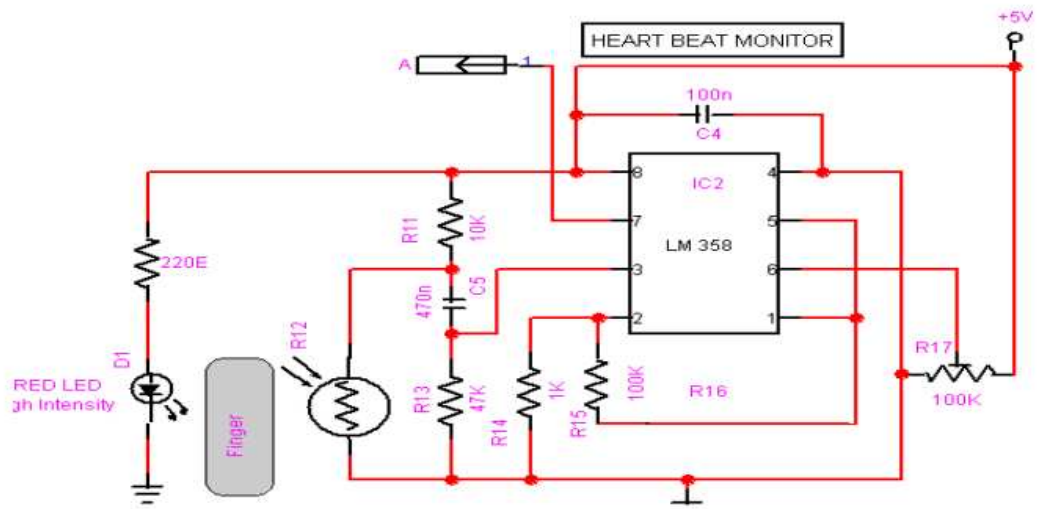 +5V
HEART BEAT MONITOR
A
1
100n
C4
8
4
IC2
R11
10K
7
5
LM 358
220E
3
6
470n
C5
R12
2
1
D1
R17
RED LED
gh Intensity
100K
R13
47K
R14
1K
R15
100K
R16
Finger